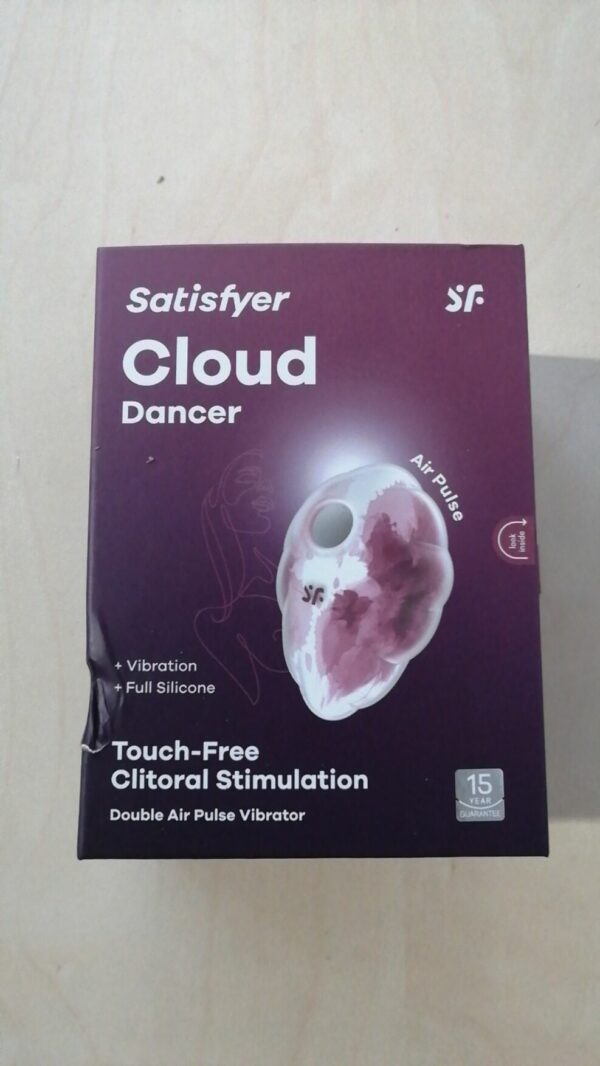 Satisfyer
SF
Cloud
Dancer
Air Pulse
look
inside
SF
+ Vibration
+ Full Silicone
Touch-Free
Clitoral Stimulation
Double Air Pulse Vibrator
15
YEAR
GUARANTEE